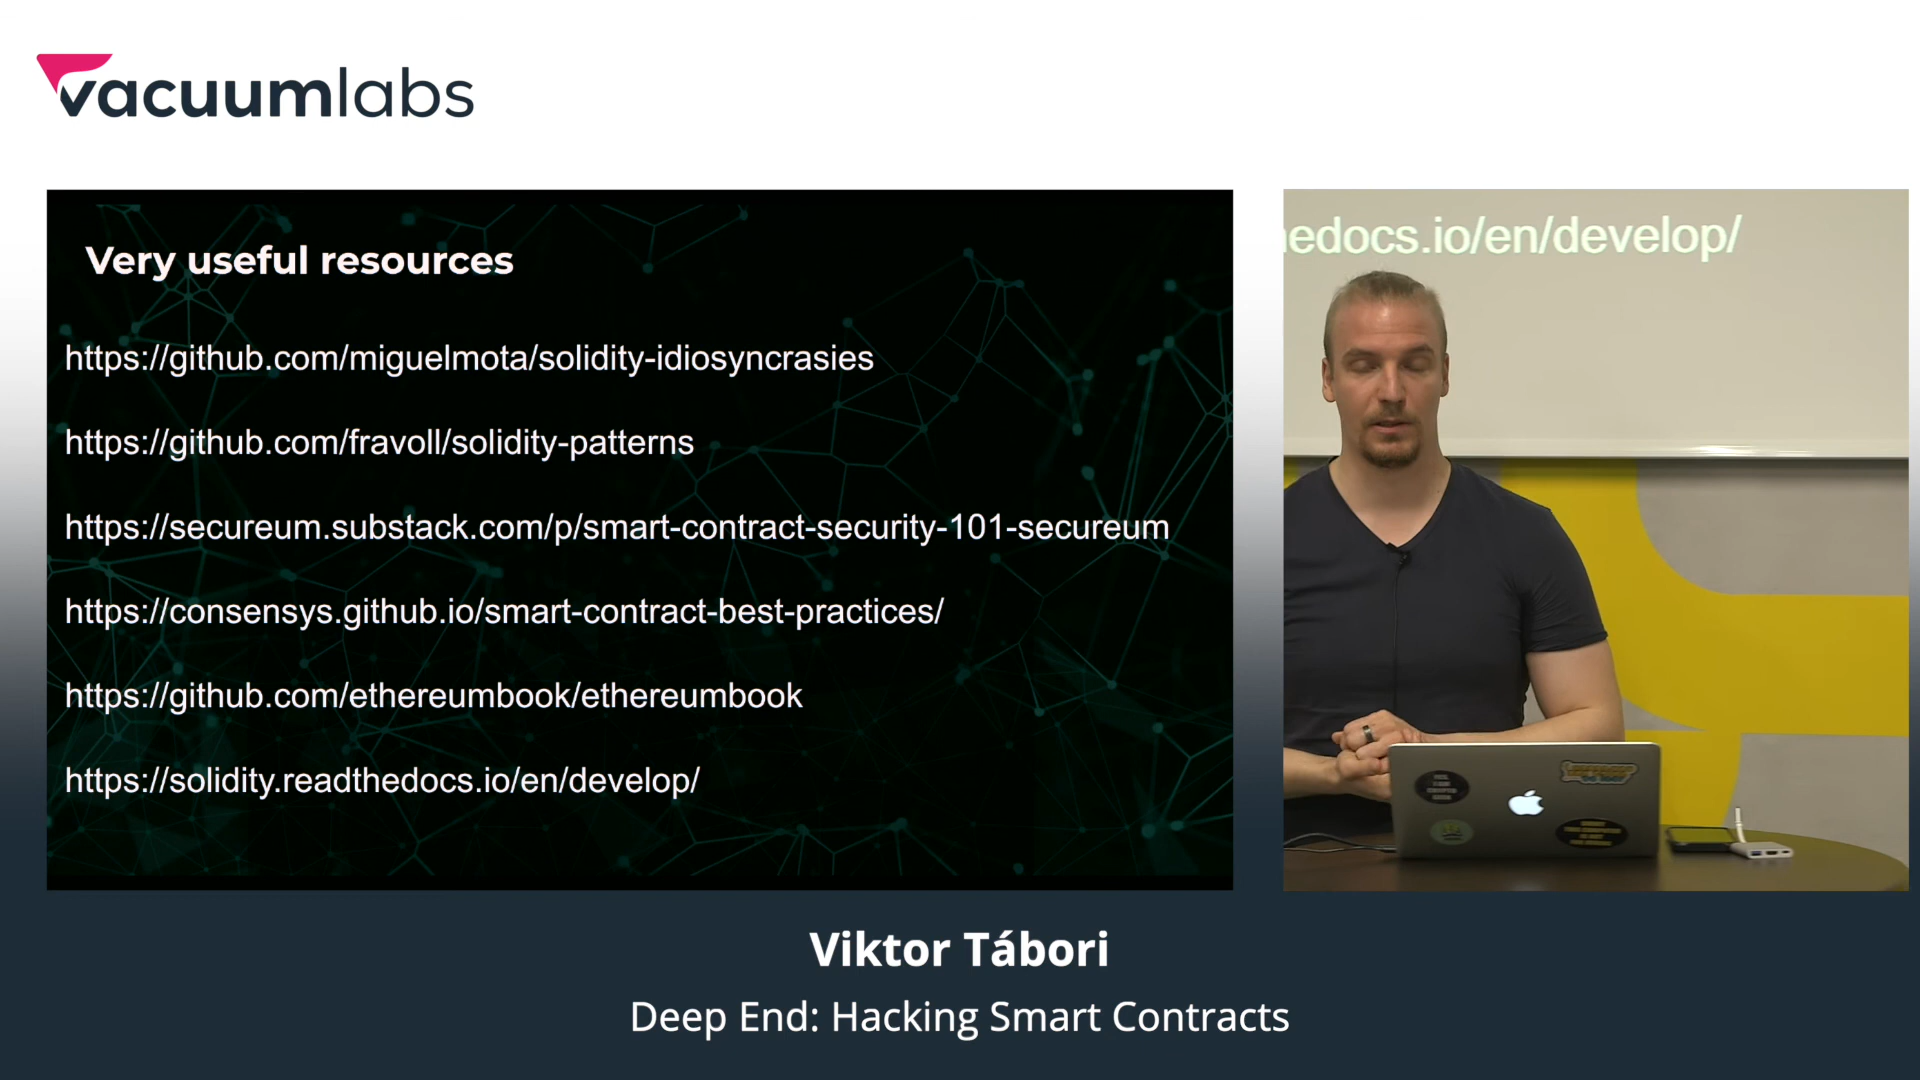 vacuumlabs
Very useful resources
https://github.com/miguelmota/solidity-idiosyncrasies
https://github.com/fravoll/solidity-patterns
https://secureum.substack.com/p/smart-contract-security-101-secureum
https://consensys.github.io/smart-contract-best-practices/
https://github.com/ethereumbook/ethereumbook
https://solidity.readthedocs.io/en/develop/
edocs.io/en/develop/
Viktor Tábori
Deep End: Hacking Smart Contracts